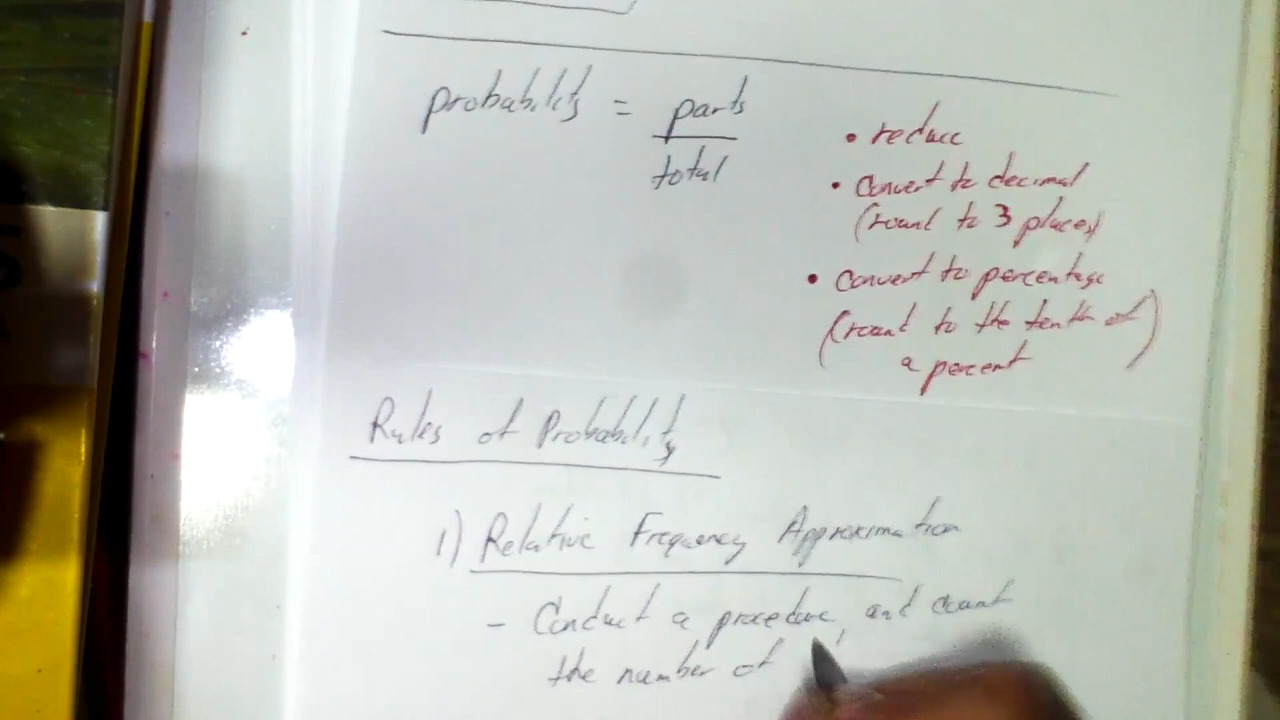 probability = parts
total
• reduce
• convert to decimal
(round to 3 places)
• convert to percentage
(round to the tenth of
a percent)
Rules of Probability
1) Relative Frequency Approximation
- Conduct a procedure, and count
the number of